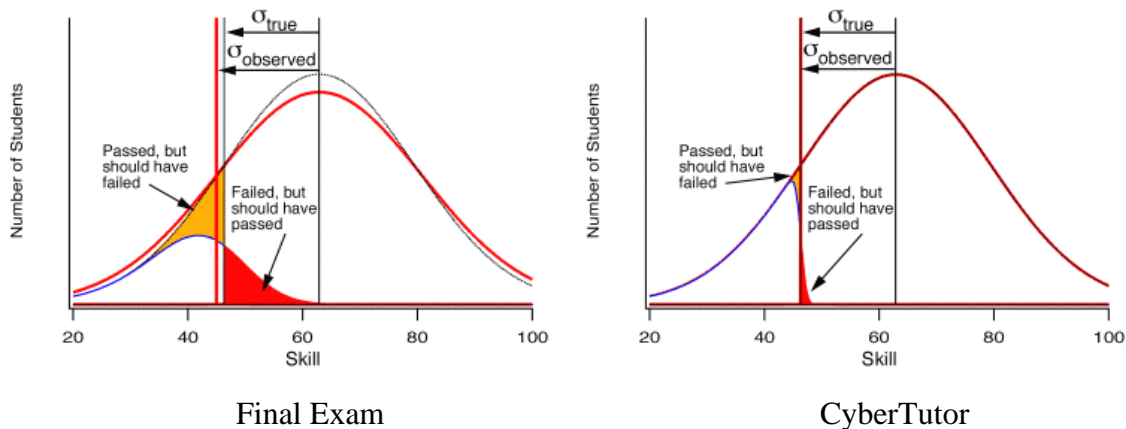 σtrue
σobserved
Number of Students
Passed, but
should have
failed
Failed, but
should have
passed
20
40
60
80
100
Skill
Final Exam
σtrue
σobserved
Number of Students
Passed, but
should have
failed
Failed, but
should have
passed
20
40
60
80
100
Skill
CyberTutor